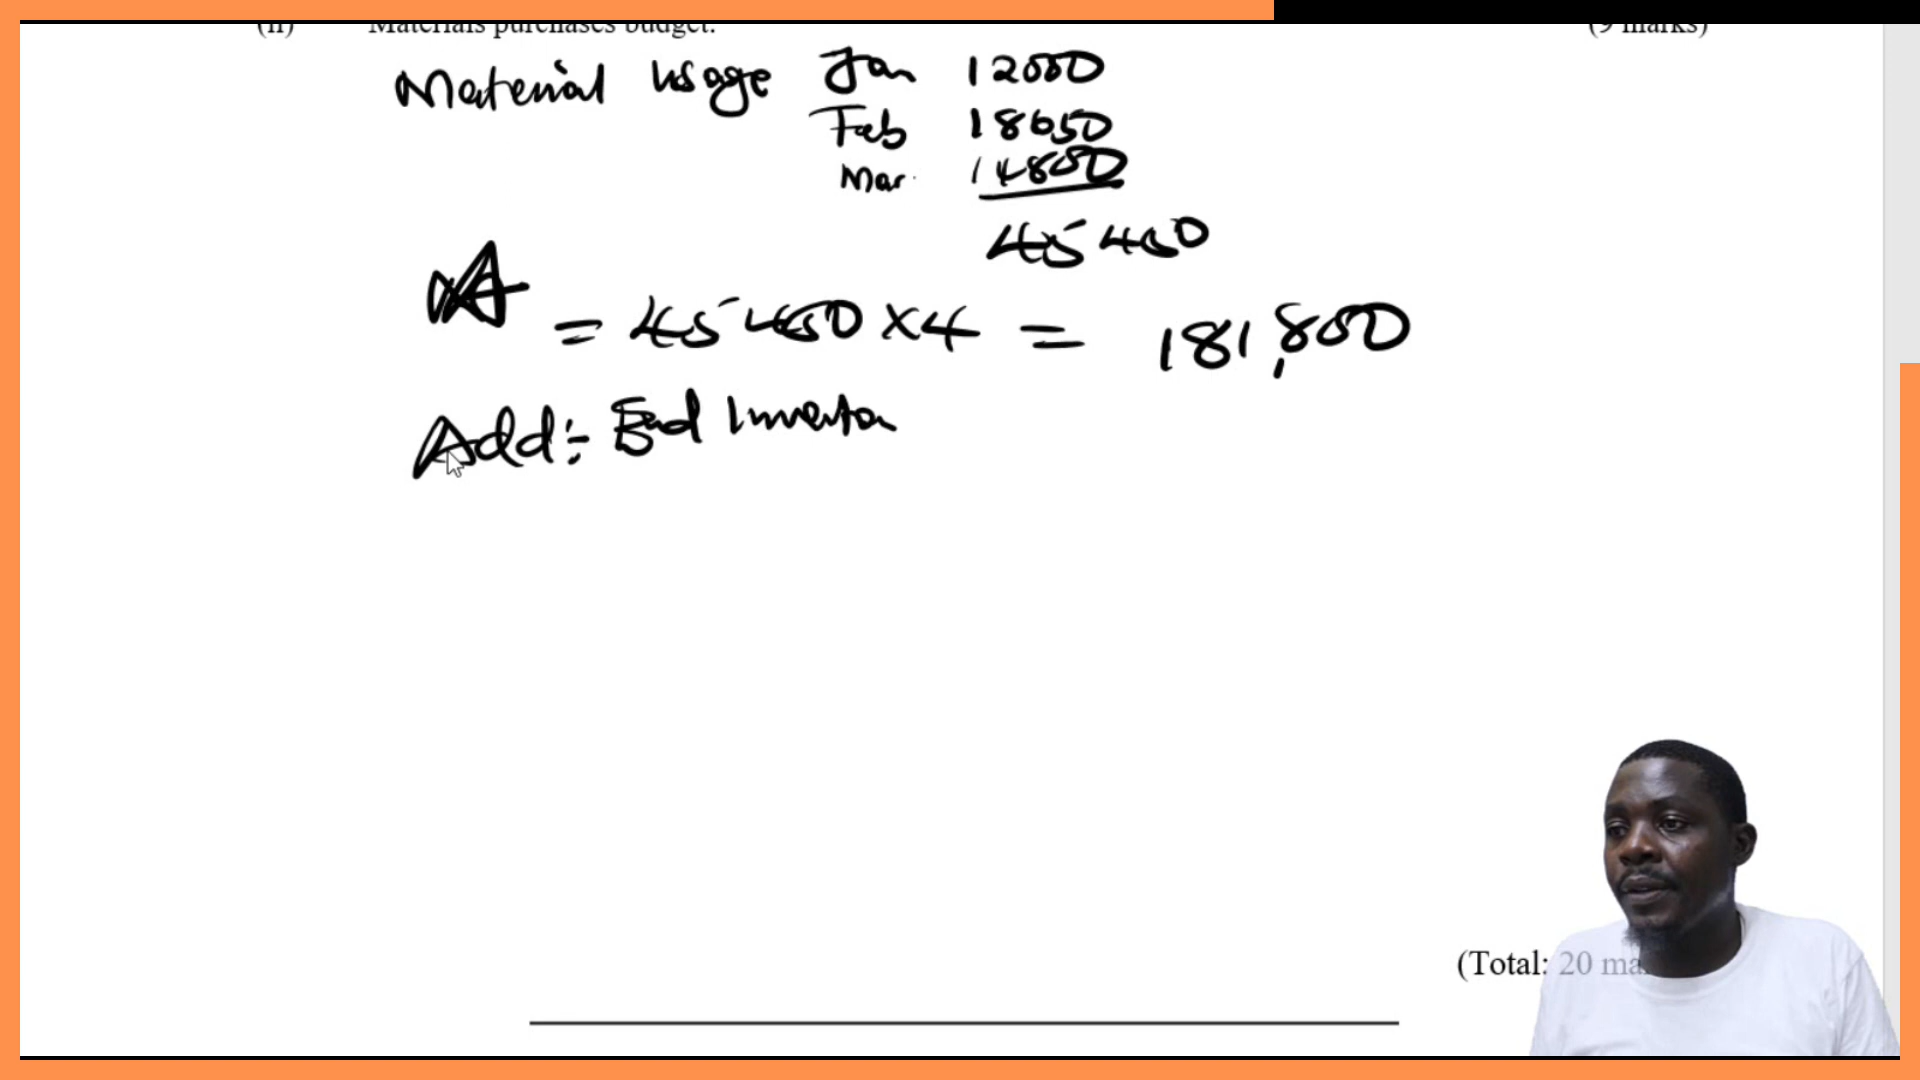 (ii) Materials purchases budget. (9 marks)
Material usage Jan 12000
Feb 18650
Mar. 14800
45450
= 45450 x 4 = 181,800
Add:- End Inventor
(Total: 20 ma